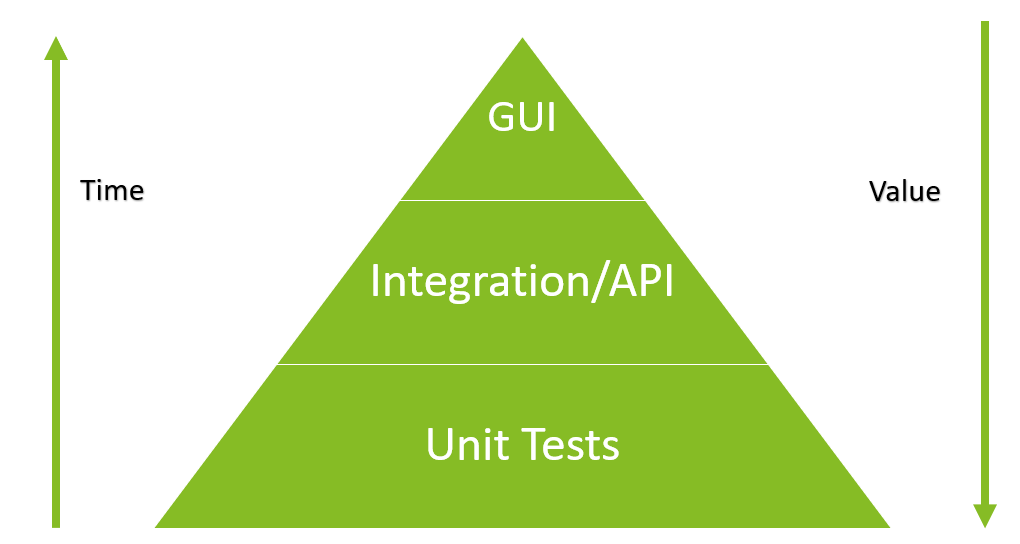 GUI
Time
Value
Integration/API
Unit Tests